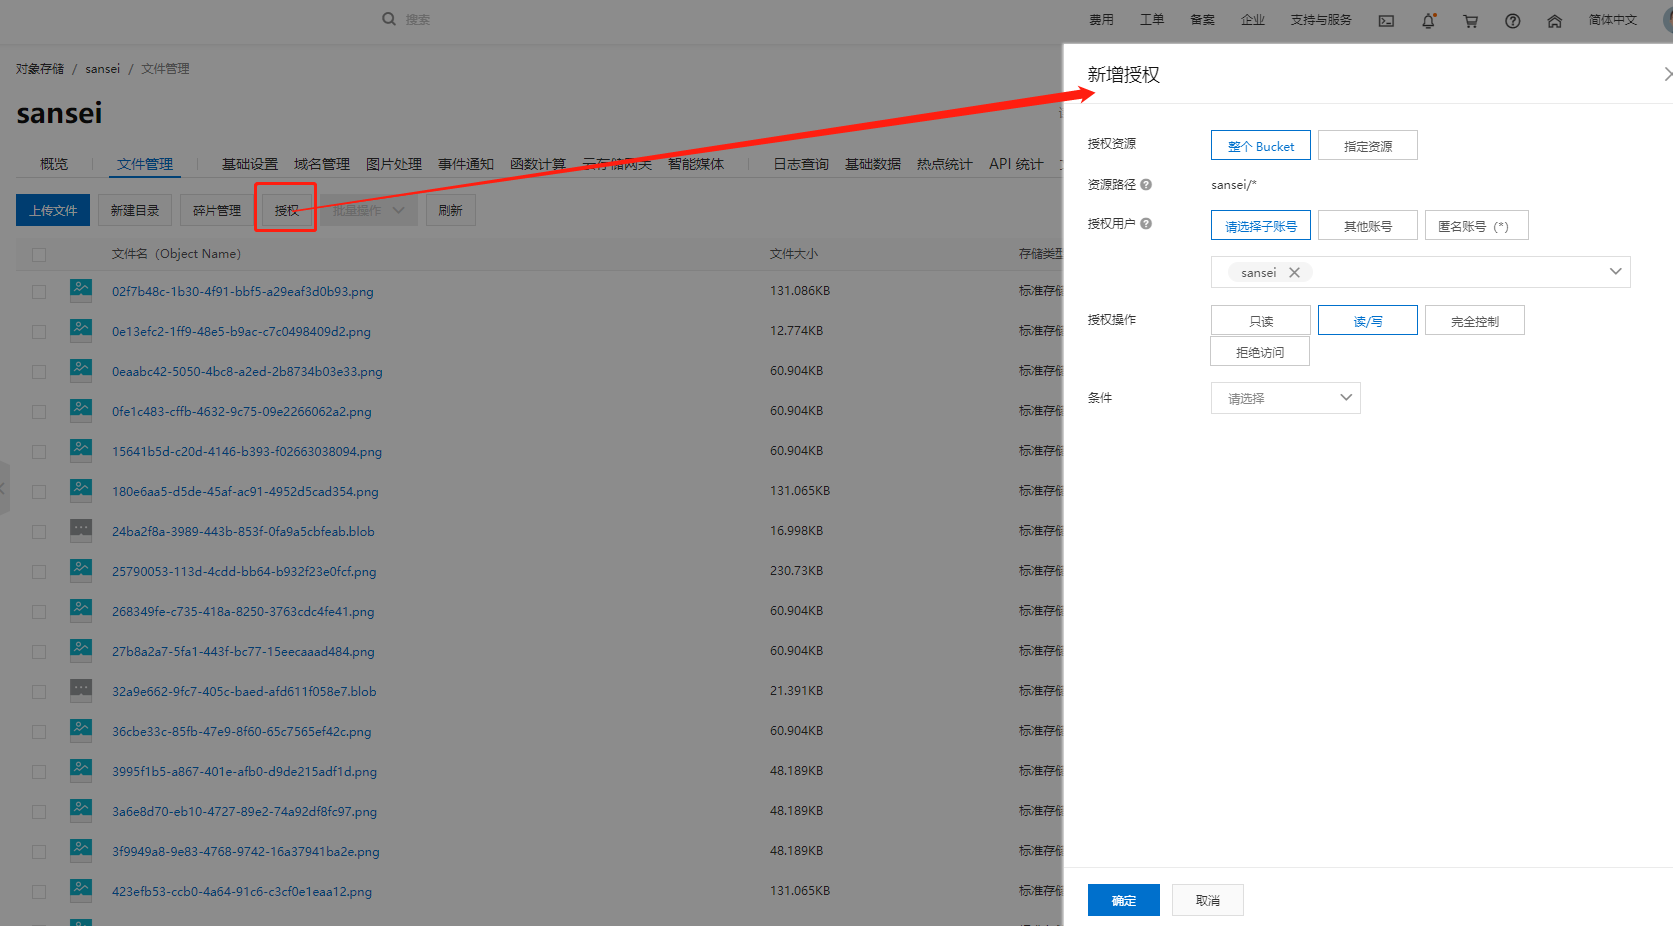 搜索
费用 工单 备案 企业 支持与服务 简体中文
对象存储 / sansei / 文件管理
sansei
概览 文件管理 基础设置 域名管理 图片处理 事件通知 函数计算 云存储网关 智能媒体 日志查询 基础数据 热点统计 API 统计
上传文件 新建目录 碎片管理 授权 批量操作 刷新
文件名（Object Name） 文件大小 存储类型
02f7b48c-1b30-4f91-bbf5-a29eaf3d0b93.png 131.086KB 标准存储
0e13efc2-1ff9-48e5-b9ac-c7c0498409d2.png 12.774KB 标准存储
0eaabc42-5050-4bc8-a2ed-2b8734b03e33.png 60.904KB 标准存储
0fe1c483-cffb-4632-9c75-09e2266062a2.png 60.904KB 标准存储
15641b5d-c20d-4146-b393-f02663038094.png 60.904KB 标准存储
180e6aa5-d5de-45af-ac91-4952d5cad354.png 131.065KB 标准存储
24ba2f8a-3989-443b-853f-0fa9a5cbfeab.blob 16.998KB 标准存储
25790053-113d-4cdd-bb64-b932f23e0fcf.png 230.73KB 标准存储
268349fe-c735-418a-8250-3763cdc4fe41.png 60.904KB 标准存储
27b8a2a7-5fa1-443f-bc77-15eecaaad484.png 60.904KB 标准存储
32a9e662-9fc7-405c-baed-afd611f058e7.blob 21.391KB 标准存储
36cbe33c-85fb-47e9-8f60-65c7565ef42c.png 60.904KB 标准存储
3995f1b5-a867-401e-afb0-d9de215adf1d.png 48.189KB 标准存储
3a6e8d70-eb10-4727-89e2-74a92df8fc97.png 48.189KB 标准存储
3f9949a8-9e83-4768-9742-16a37941ba2e.png 48.189KB 标准存储
423efb53-ccb0-4a64-91c6-c3cf0e1eaa12.png 131.065KB 标准存储
新增授权
授权资源 整个 Bucket 指定资源
资源路径 sansei/*
授权用户 请选择子账号 其他账号 匿名账号（*）
sansei
授权操作 只读 读/写 完全控制
拒绝访问
条件 请选择
确定 取消